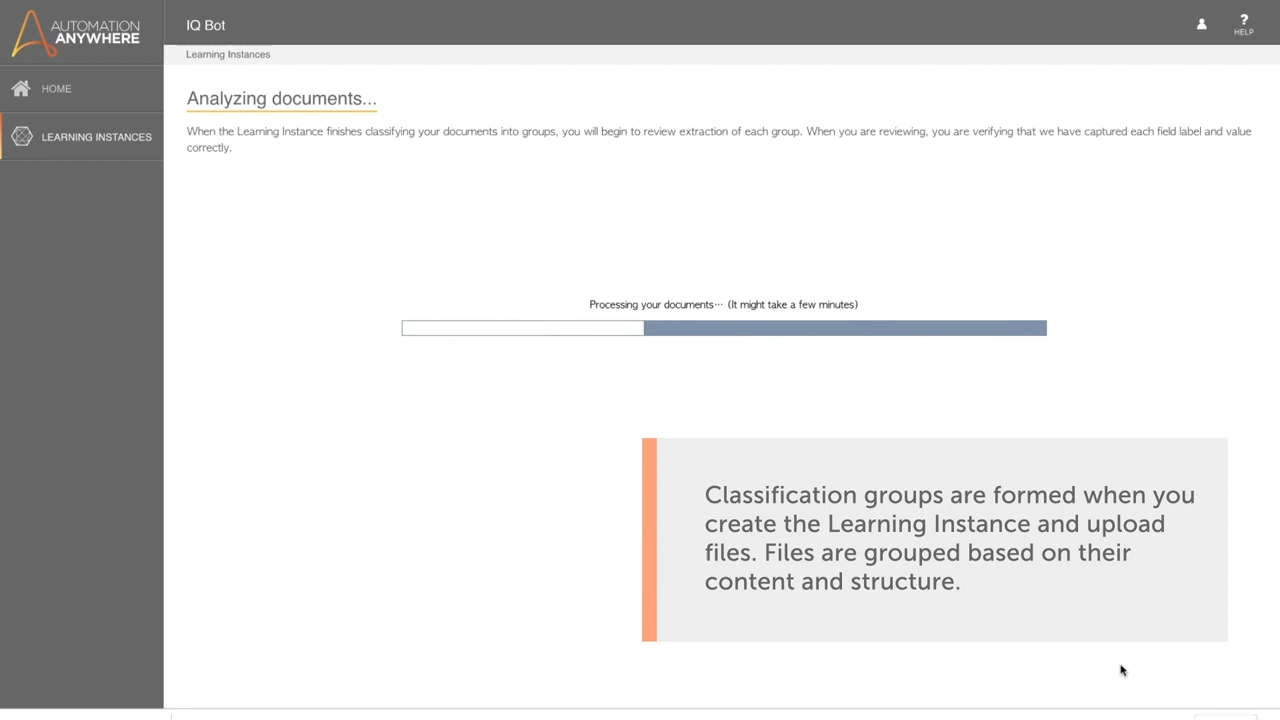 AUTOMATION
ANYWHERE
IQ Bot
?
HELP
Learning Instances
HOME
LEARNING INSTANCES
Analyzing documents...
When the Learning Instance finishes classifying your documents into groups, you will begin to review extraction of each group. When you are reviewing, you are verifying that we have captured each field label and value
correctly.
Processing your documents··· (It might take a few minutes)
Classification groups are formed when you
create the Learning Instance and upload
files. Files are grouped based on their
content and structure.